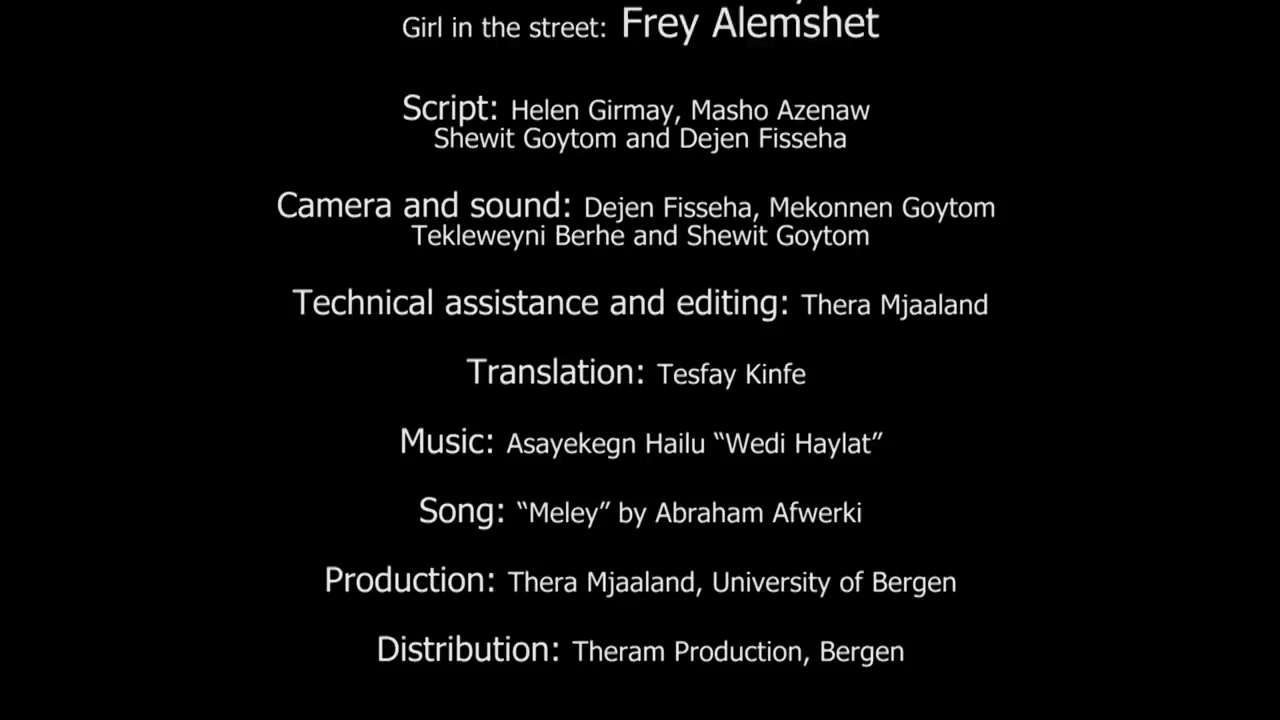 Girl in the street: Frey Alemshet
Script: Helen Girmay, Masho Azenaw
Shewit Goytom and Dejen Fisseha
Camera and sound: Dejen Fisseha, Mekonnen Goytom
Tekleweyni Berhe and Shewit Goytom
Technical assistance and editing: Thera Mjaaland
Translation: Tesfay Kinfe
Music: Asayekegn Hailu “Wedi Haylat”
Song: “Meley” by Abraham Afwerki
Production: Thera Mjaaland, University of Bergen
Distribution: Theram Production, Bergen